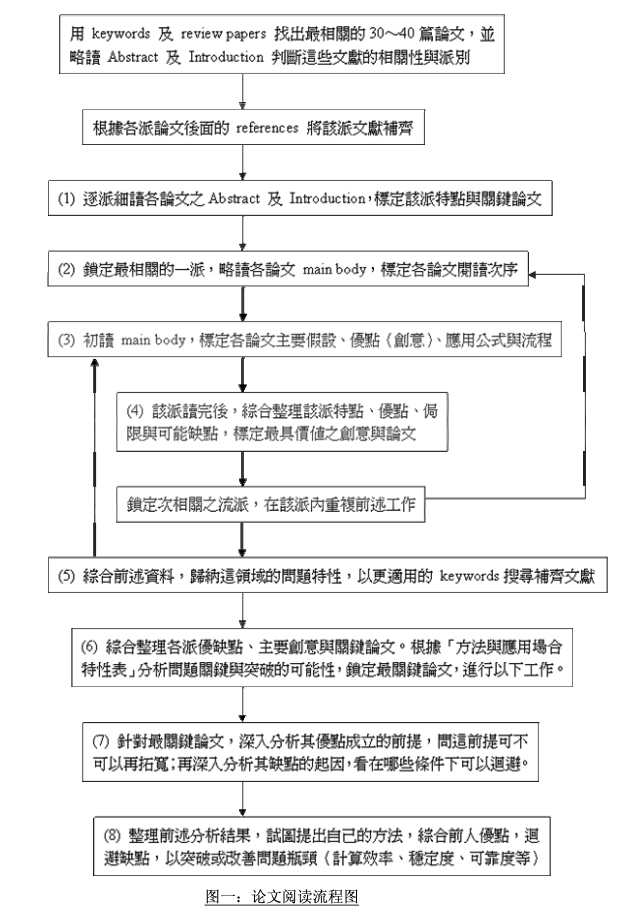 用 keywords 及 review papers 找出最相關的 30～40 篇論文，並
略讀 Abstract 及 Introduction 判斷這些文獻的相關性與派別
根據各派論文後面的 references 將該派文獻補齊
(1) 逐派細讀各論文之 Abstract 及 Introduction，標定該派特點與關鍵論文
(2) 鎖定最相關的一派，略讀各論文 main body，標定各論文閱讀次序
(3) 初讀 main body，標定各論文主要假設、優點（創意）、應用公式與流程
(4) 該派讀完後，綜合整理該派特點、優點、侷
限與可能缺點，標定最具價值之創意與論文
鎖定次相關之流派，在該派內重複前述工作
(5) 綜合前述資料，歸納這領域的問題特性，以更適用的 keywords 搜尋補齊文獻
(6) 綜合整理各派優缺點、主要創意與關鍵論文。根據「方法與應用場合
特性表」分析問題關鍵與突破的可能性，鎖定最關鍵論文，進行以下工作。
(7) 針對最關鍵論文，深入分析其優點成立的前提，問這前提可不
可以再拓寬；再深入分析其缺點的起因，看在哪些條件下可以迴避。
(8) 整理前述分析結果，試圖提出自己的方法，綜合前人優點，迴
避缺點，以突破或改善問題瓶頸（計算效率、穩定度、可靠度等）
图一：论文阅读流程图